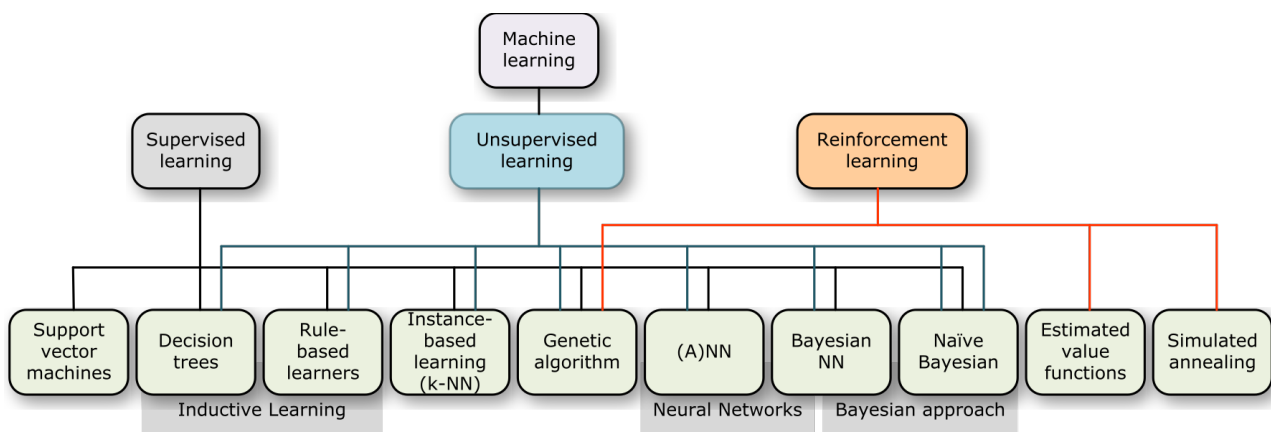 Machine
learning
Supervised
learning
Unsupervised
learning
Reinforcement
learning
Support
vector
machines
Decision
trees
Rule-
based
learners
Instance-
based
learning
(k-NN)
Genetic
algorithm
(A)NN
Bayesian
NN
Naïve
Bayesian
Estimated
value
functions
Simulated
annealing
Inductive Learning
Neural Networks
Bayesian approach